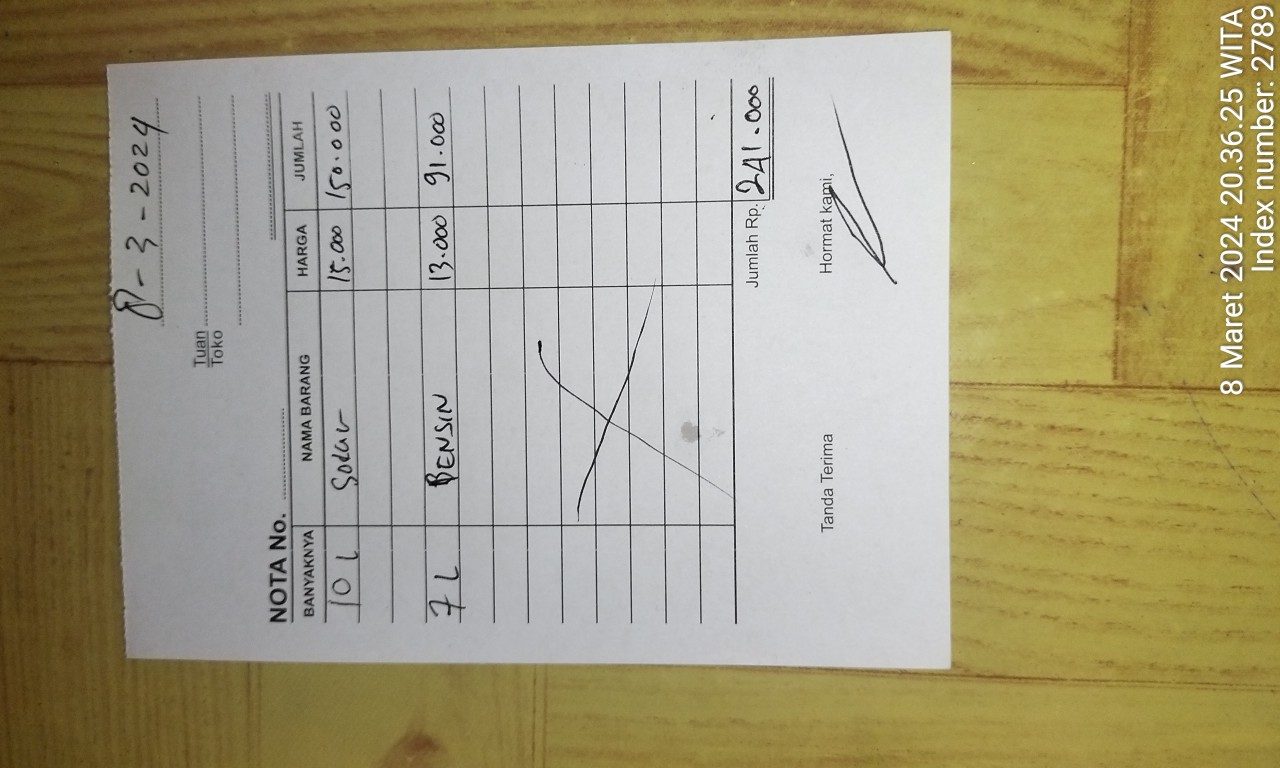 8-3-2024
Tuan
Toko
NOTA No.
BANYAKNYA NAMA BARANG HARGA JUMLAH
10 L Solar 15.000 150.000
7 L BENSIN 13.000 91.000
Jumlah Rp. 241.000
Tanda Terima Hormat kami,
8 Maret 2024 20.36.25 WITA
Index number: 2789